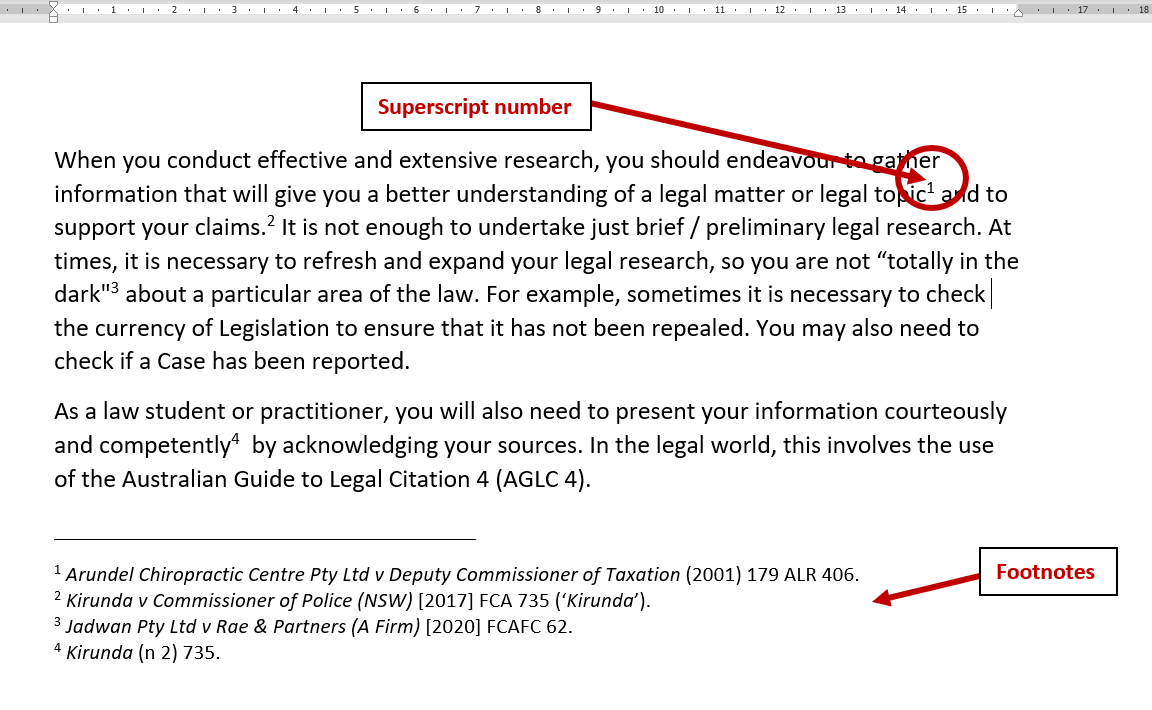 1 2 3 4 5 6 7 8 9 10 11 12 13 14 15 17 18
Superscript number
When you conduct effective and extensive research, you should endeavour to gather
information that will give you a better understanding of a legal matter or legal topic¹ and to
support your claims.² It is not enough to undertake just brief / preliminary legal research. At
times, it is necessary to refresh and expand your legal research, so you are not “totally in the
dark"³ about a particular area of the law. For example, sometimes it is necessary to check
the currency of Legislation to ensure that it has not been repealed. You may also need to
check if a Case has been reported.
As a law student or practitioner, you will also need to present your information courteously
and competently⁴ by acknowledging your sources. In the legal world, this involves the use
of the Australian Guide to Legal Citation 4 (AGLC 4).
¹ Arundel Chiropractic Centre Pty Ltd v Deputy Commissioner of Taxation (2001) 179 ALR 406.
Footnotes
² Kirunda v Commissioner of Police (NSW) [2017] FCA 735 (‘Kirunda’).
³ Jadwan Pty Ltd v Rae & Partners (A Firm) [2020] FCAFC 62.
⁴ Kirunda (n 2) 735.